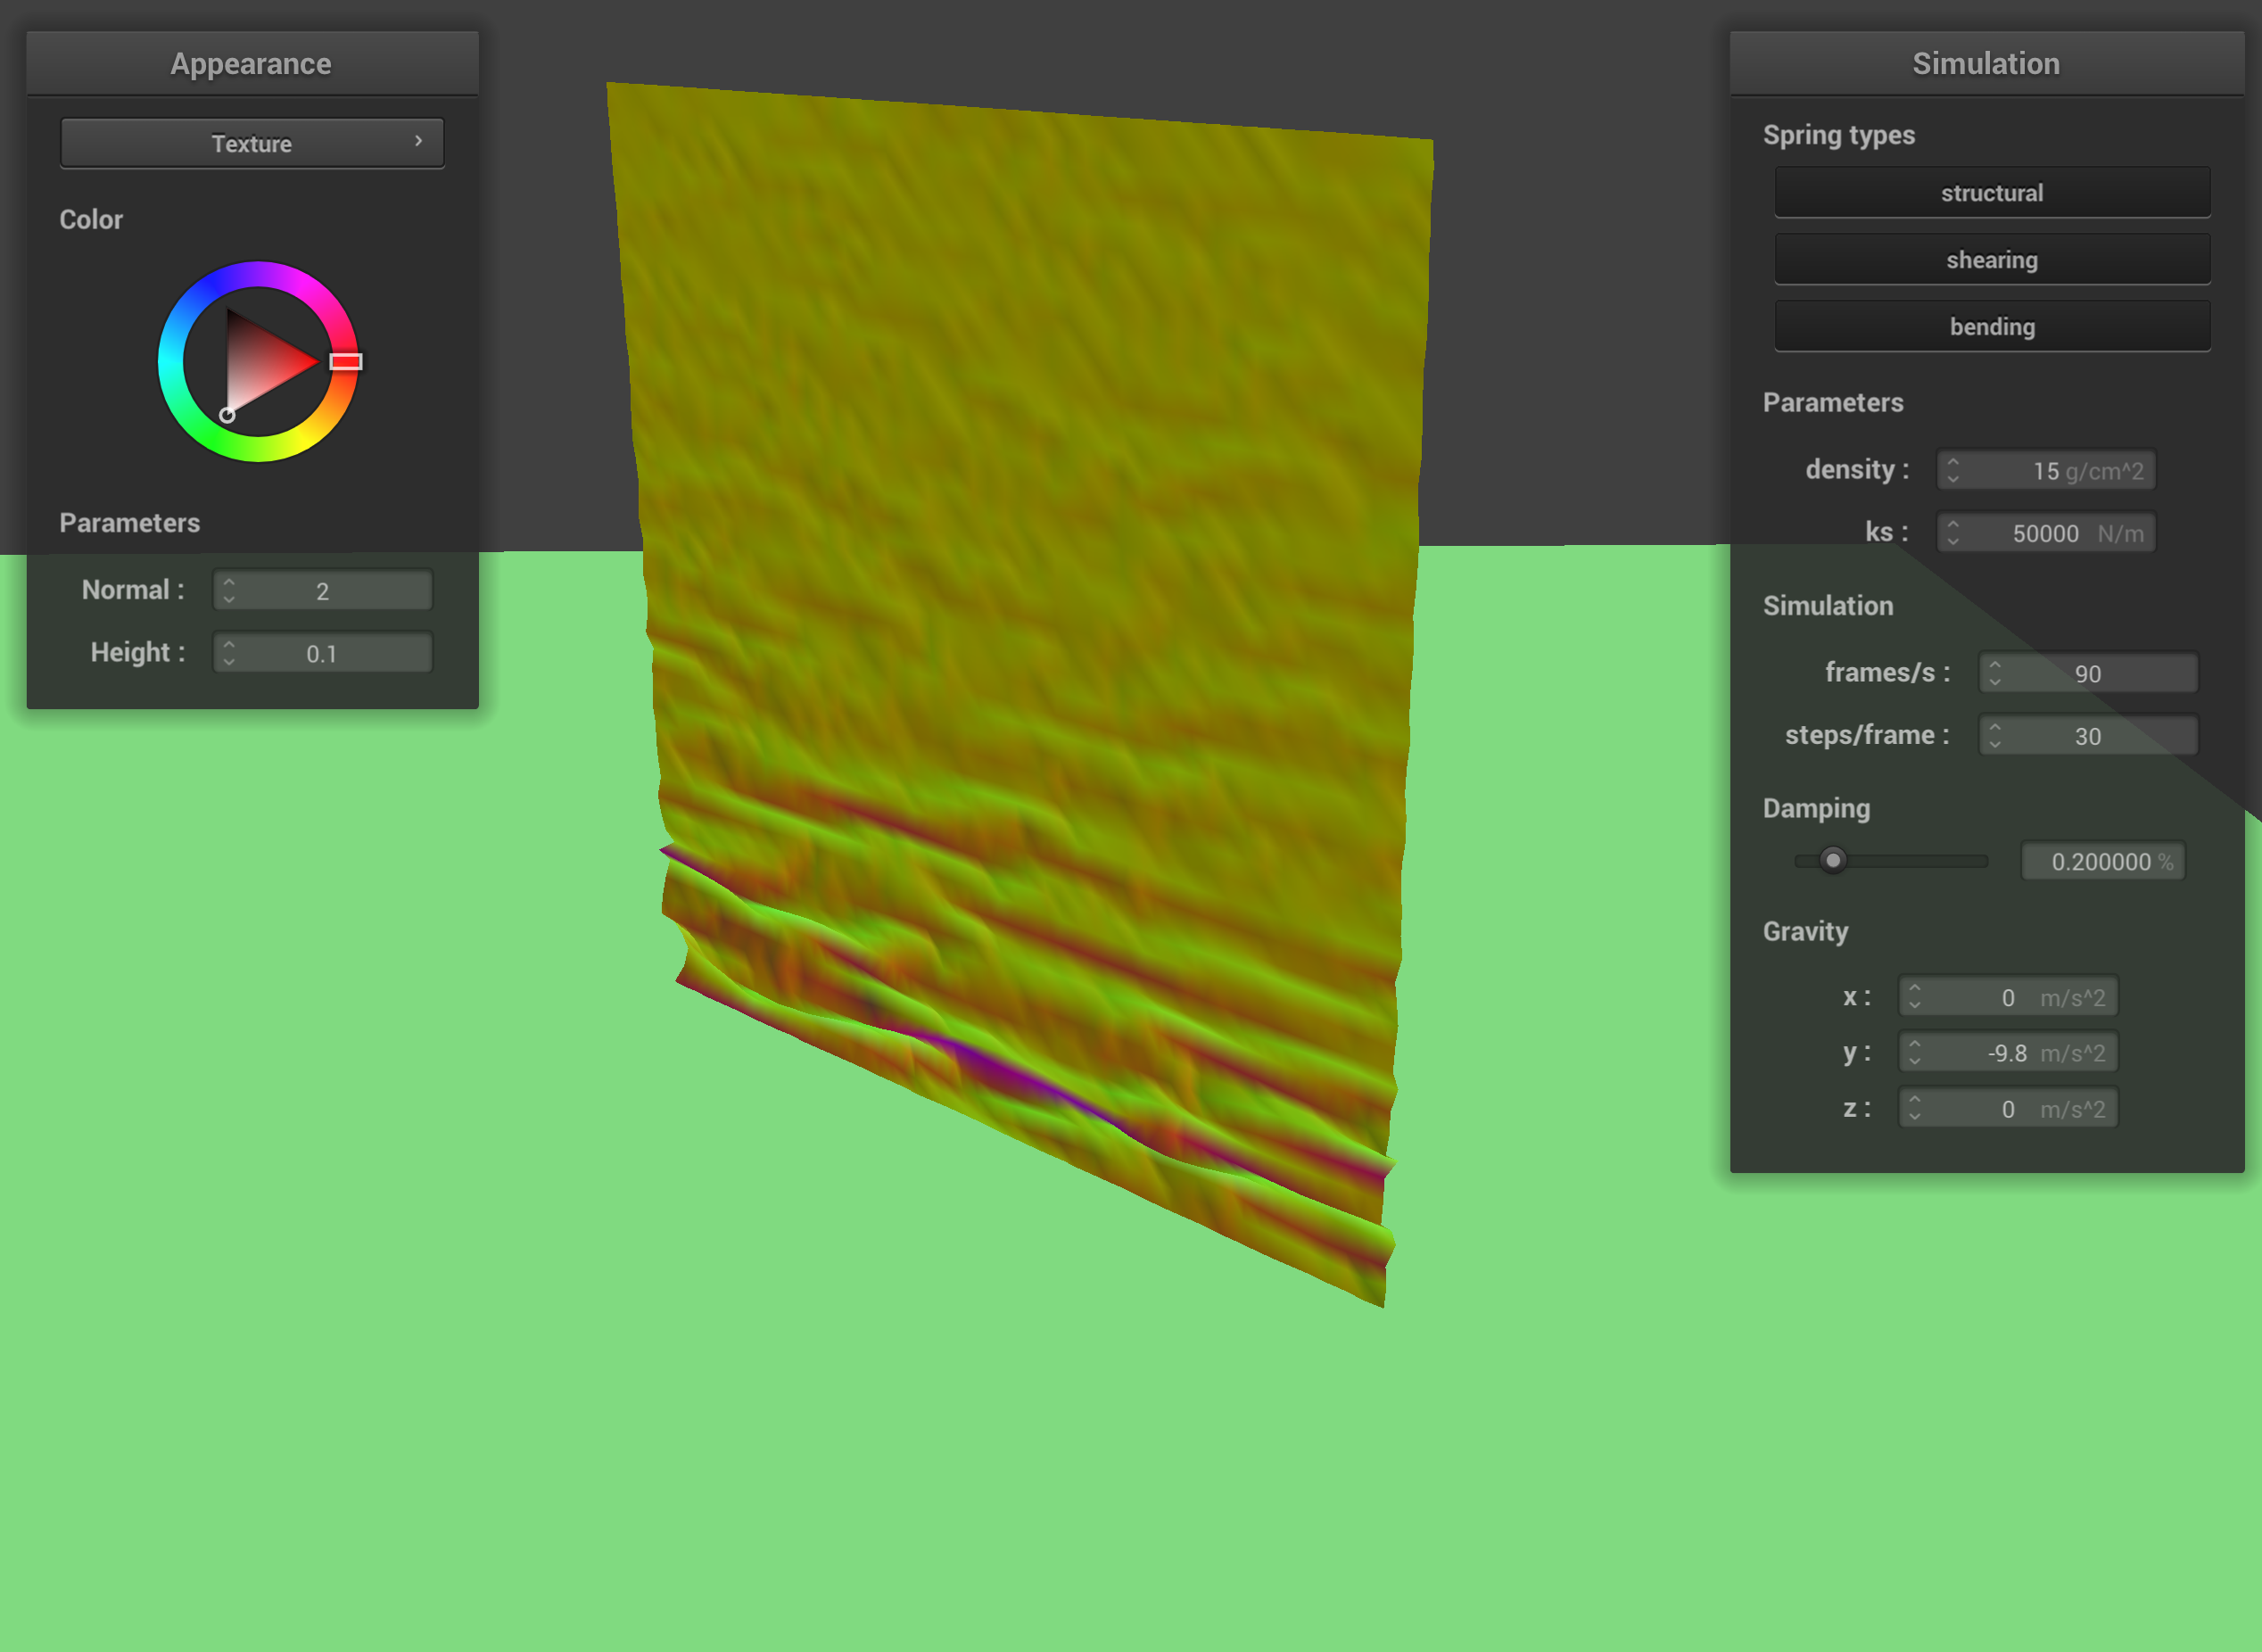 Appearance
Texture
Color
Parameters
Normal : 2
Height : 0.1
Simulation
Spring types
structural
shearing
bending
Parameters
density : 15 g/cm^2
ks : 50000 N/m
Simulation
frames/s : 90
steps/frame : 30
Damping
0.200000 %
Gravity
x : 0 m/s^2
y : -9.8 m/s^2
z : 0 m/s^2